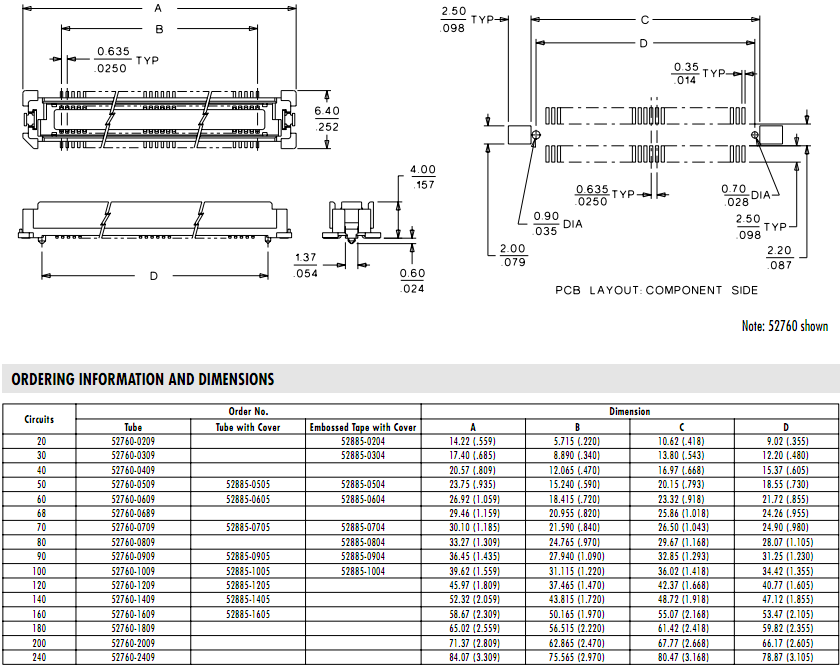 A
B
0.635
.0250
TYP
6.40
.252
4.00
.157
D
1.37
.054
0.60
.024
2.50
.098
TYP
C
D
0.35
.014
TYP
0.635
.0250
TYP
0.70
.028
DIA
0.90
.035
DIA
2.50
.098
TYP
2.00
.079
2.20
.087
PCB LAYOUT: COMPONENT SIDE
Note: 52760 shown
ORDERING INFORMATION AND DIMENSIONS
Circuits Order No. Dimension
Tube Tube with Cover Embossed Tape with Cover A B C D
20 52760-0209 52885-0204 14.22 (.559) 5.715 (.220) 10.62 (.418) 9.02 (.355)
30 52760-0309 52885-0304 17.40 (.685) 8.890 (.340) 13.80 (.543) 12.20 (.480)
40 52760-0409 20.57 (.809) 12.065 (.470) 16.97 (.668) 15.37 (.605)
50 52760-0509 52885-0505 52885-0504 23.75 (.935) 15.240 (.590) 20.15 (.793) 18.55 (.730)
60 52760-0609 52885-0605 52885-0604 26.92 (1.059) 18.415 (.720) 23.32 (.918) 21.72 (.855)
68 52760-0689 29.46 (1.159) 20.955 (.820) 25.86 (1.018) 24.26 (.955)
70 52760-0709 52885-0705 52885-0704 30.10 (1.185) 21.590 (.840) 26.50 (1.043) 24.90 (.980)
80 52760-0809 52885-0804 33.27 (1.309) 24.765 (.970) 29.67 (1.168) 28.07 (1.105)
90 52760-0909 52885-0905 52885-0904 36.45 (1.435) 27.940 (1.090) 32.85 (1.293) 31.25 (1.230)
100 52760-1009 52885-1005 52885-1004 39.62 (1.559) 31.115 (1.220) 36.02 (1.418) 34.42 (1.355)
120 52760-1209 52885-1205 45.97 (1.809) 37.465 (1.470) 42.37 (1.668) 40.77 (1.605)
140 52760-1409 52885-1405 52.32 (2.059) 43.815 (1.720) 48.72 (1.918) 47.12 (1.855)
160 52760-1609 52885-1605 58.67 (2.309) 50.165 (1.970) 55.07 (2.168) 53.47 (2.105)
180 52760-1809 65.02 (2.559) 56.515 (2.220) 61.42 (2.418) 59.82 (2.355)
200 52760-2009 71.37 (2.809) 62.865 (2.470) 67.77 (2.668) 66.17 (2.605)
240 52760-2409 84.07 (3.309) 75.565 (2.970) 80.47 (3.168) 78.87 (3.105)